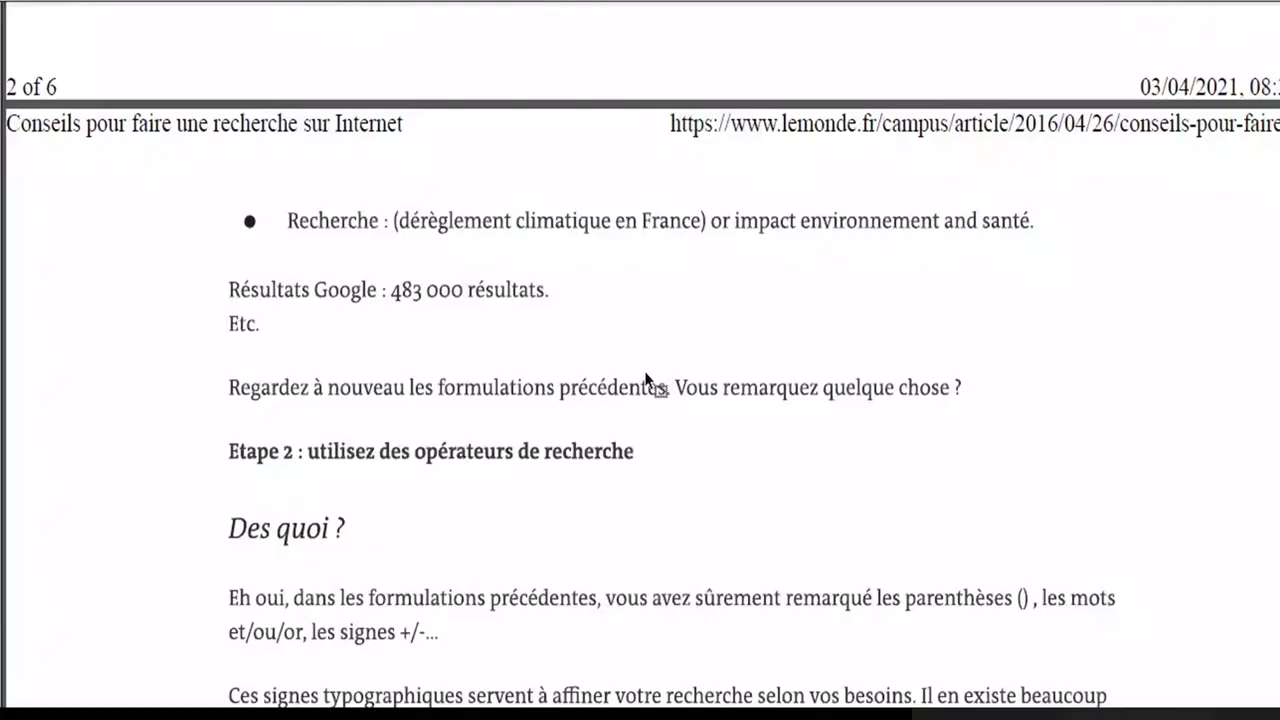 2 of 6
03/04/2021, 08:
Conseils pour faire une recherche sur Internet
https://www.lemonde.fr/campus/article/2016/04/26/conseils-pour-faire
● Recherche : (dérèglement climatique en France) or impact environnement and santé.
Résultats Google : 483 000 résultats.
Etc.
Regardez à nouveau les formulations précédentes. Vous remarquez quelque chose ?
Etape 2 : utilisez des opérateurs de recherche
Des quoi ?
Eh oui, dans les formulations précédentes, vous avez sûrement remarqué les parenthèses () , les mots
et/ou/or, les signes +/-...
Ces signes typographiques servent à affiner votre recherche selon vos besoins. Il en existe beaucoup